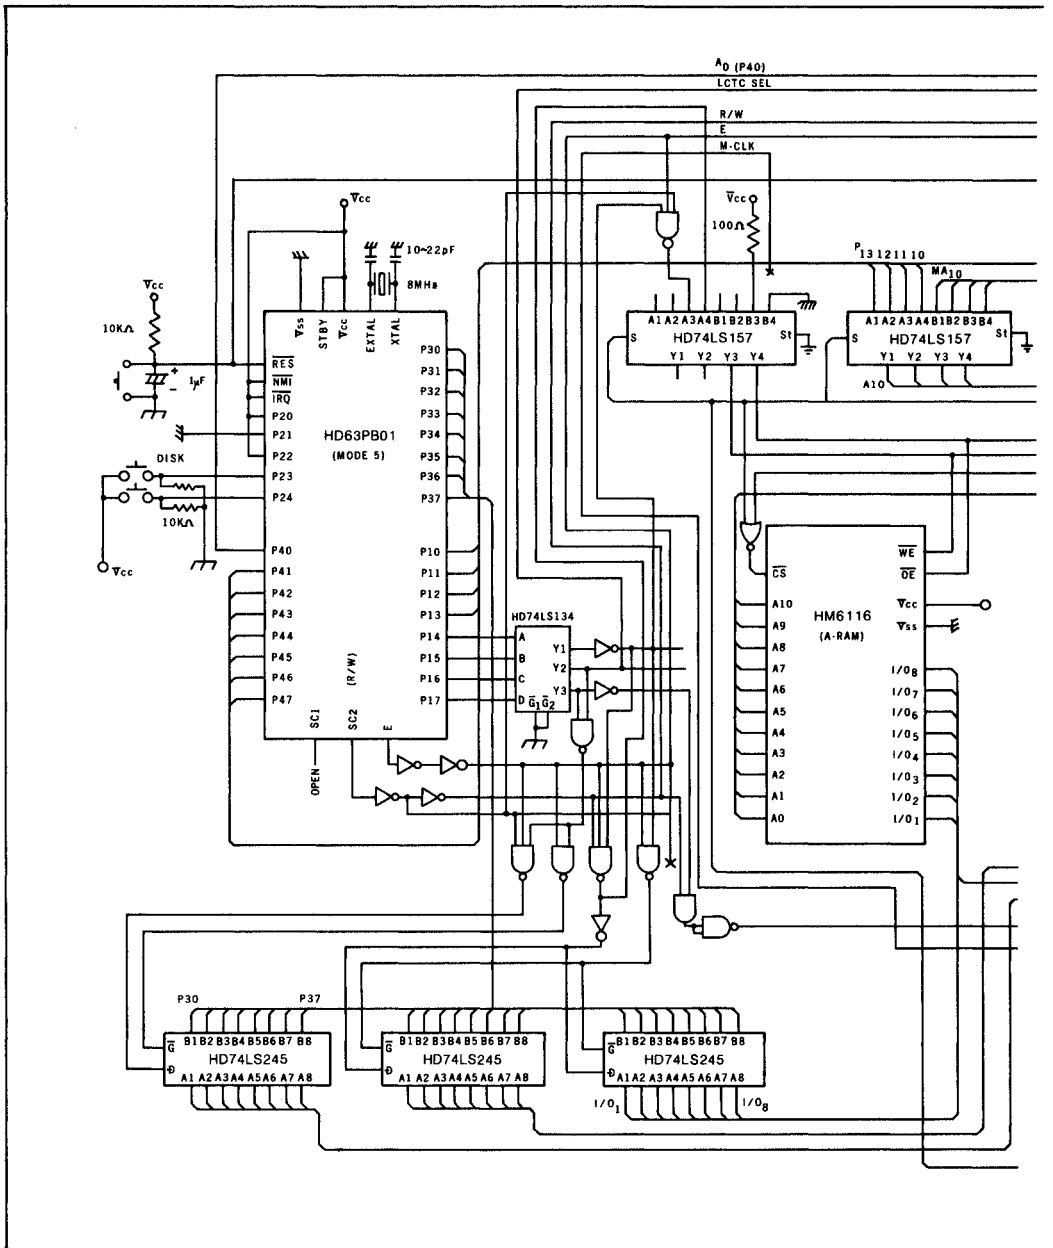 A0 (P40)
LCTC SEL
R/W
E
M-CLK
Vcc
Vcc
100Ω
10~22pF
8MHz
P13 12 11 10
MA10
Vcc
10KΩ
1μF
+
−
Vss STBY Vcc EXTAL XTAL
RES
NMI
IRQ
P20
P21
P22
P23
P24
P40
P41
P42
P43
P44
P45
P46
P47
HD63PB01
(MODE 5)
P30
P31
P32
P33
P34
P35
P36
P37
P10
P11
P12
P13
P14
P15
P16
P17
SC1
(R/W)
SC2
E
OPEN
DISK
10KΩ
Vcc
A1 A2 A3 A4 B1 B2 B3 B4
S HD74LS157 St
Y1 Y2 Y3 Y4
A1 A2 A3 A4 B1 B2 B3 B4
S HD74LS157 St
Y1 Y2 Y3 Y4
A10
HD74LS134
A
B
C
D
Y1
Y2
Y3
G1 G2
CS
A10
A9
A8
A7
A6
A5
A4
A3
A2
A1
A0
HM6116
(A-RAM)
WE
OE
Vcc
Vss
I/O8
I/O7
I/O6
I/O5
I/O4
I/O3
I/O2
I/O1
P30
P37
B1 B2 B3 B4 B5 B6 B7 B8
G HD74LS245
D
A1 A2 A3 A4 A5 A6 A7 A8
B1 B2 B3 B4 B5 B6 B7 B8
G HD74LS245
D
A1 A2 A3 A4 A5 A6 A7 A8
B1 B2 B3 B4 B5 B6 B7 B8
G HD74LS245
D
A1 A2 A3 A4 A5 A6 A7 A8
I/O1
I/O8